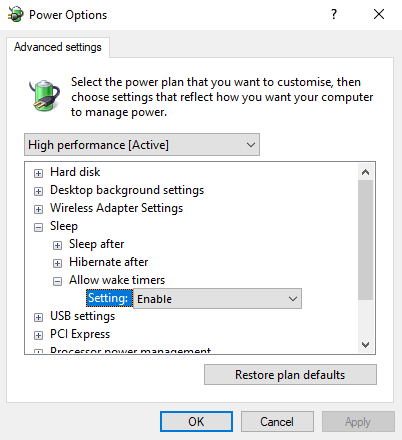 Power Options
Advanced settings
Select the power plan that you want to customise, then
choose settings that reflect how you want your computer
to manage power.
High performance [Active]
Hard disk
Desktop background settings
Wireless Adapter Settings
Sleep
Sleep after
Hibernate after
Allow wake timers
Setting: Enable
USB settings
PCI Express
Processor power management
Restore plan defaults
OK Cancel Apply